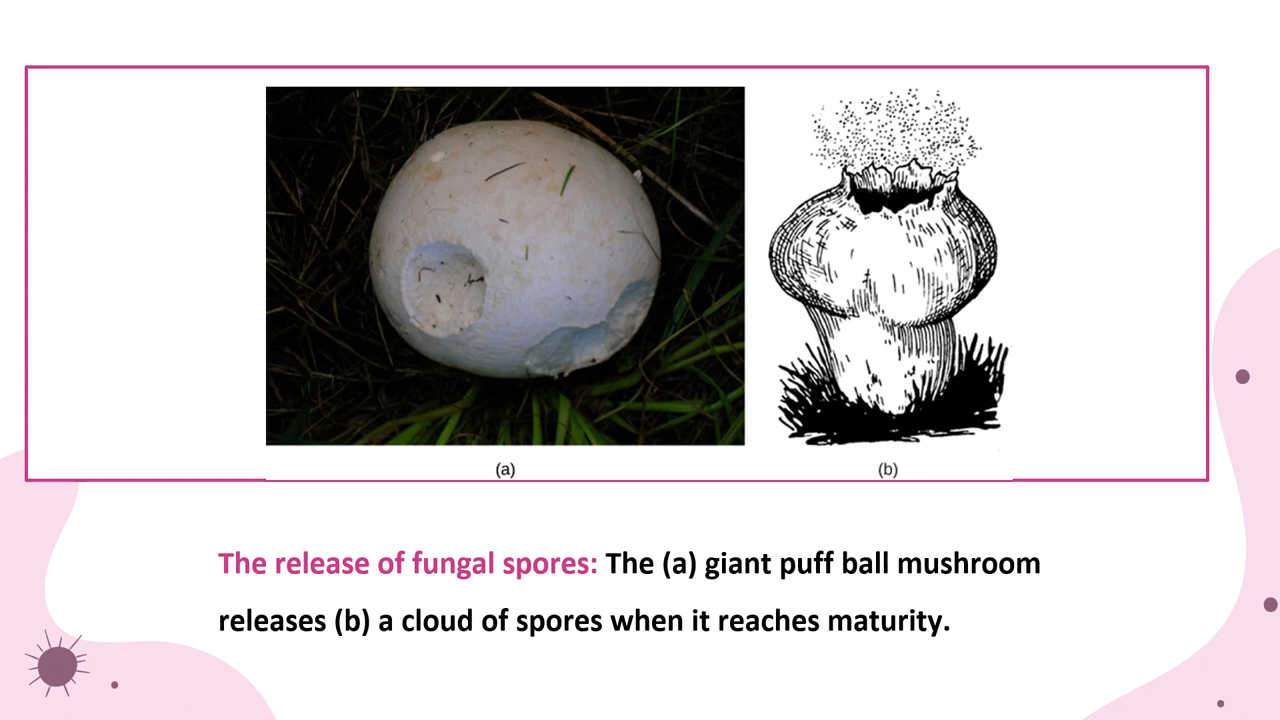 (a) (b)
The release of fungal spores: The (a) giant puff ball mushroom
releases (b) a cloud of spores when it reaches maturity.